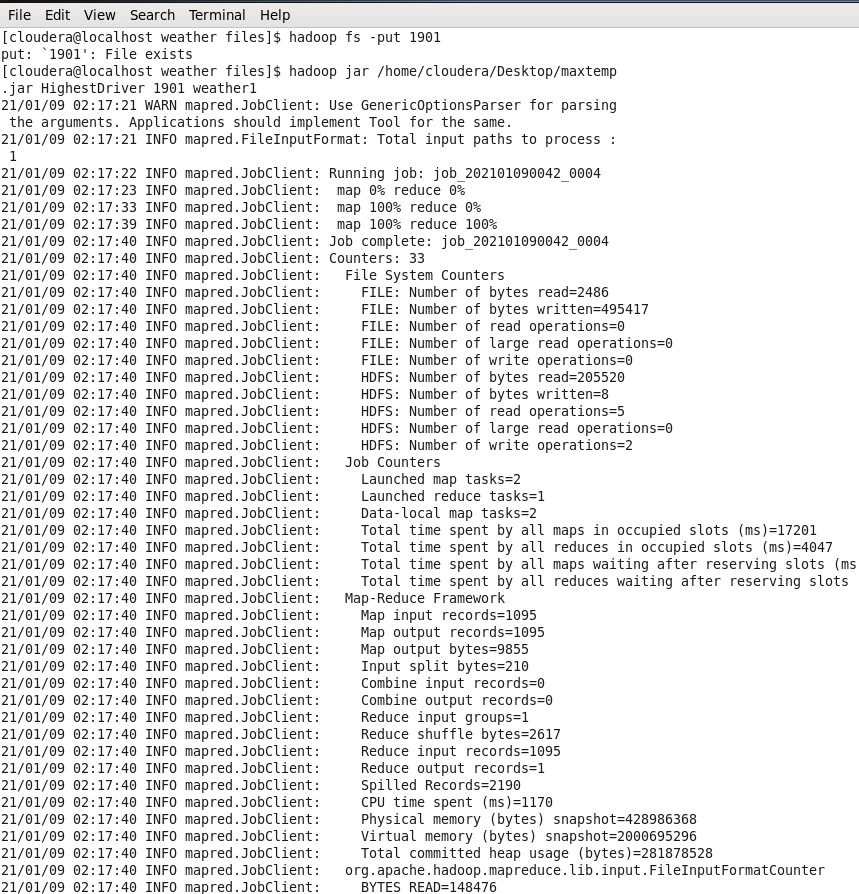 File Edit View Search Terminal Help
[cloudera@localhost weather files]$ hadoop fs -put 1901
put: `1901': File exists
[cloudera@localhost weather files]$ hadoop jar /home/cloudera/Desktop/maxtemp
.jar HighestDriver 1901 weather1
21/01/09 02:17:21 WARN mapred.JobClient: Use GenericOptionsParser for parsing
 the arguments. Applications should implement Tool for the same.
21/01/09 02:17:21 INFO mapred.FileInputFormat: Total input paths to process :
 1
21/01/09 02:17:22 INFO mapred.JobClient: Running job: job_202101090042_0004
21/01/09 02:17:23 INFO mapred.JobClient:  map 0% reduce 0%
21/01/09 02:17:33 INFO mapred.JobClient:  map 100% reduce 0%
21/01/09 02:17:39 INFO mapred.JobClient:  map 100% reduce 100%
21/01/09 02:17:40 INFO mapred.JobClient: Job complete: job_202101090042_0004
21/01/09 02:17:40 INFO mapred.JobClient: Counters: 33
21/01/09 02:17:40 INFO mapred.JobClient:   File System Counters
21/01/09 02:17:40 INFO mapred.JobClient:     FILE: Number of bytes read=2486
21/01/09 02:17:40 INFO mapred.JobClient:     FILE: Number of bytes written=495417
21/01/09 02:17:40 INFO mapred.JobClient:     FILE: Number of read operations=0
21/01/09 02:17:40 INFO mapred.JobClient:     FILE: Number of large read operations=0
21/01/09 02:17:40 INFO mapred.JobClient:     FILE: Number of write operations=0
21/01/09 02:17:40 INFO mapred.JobClient:     HDFS: Number of bytes read=205520
21/01/09 02:17:40 INFO mapred.JobClient:     HDFS: Number of bytes written=8
21/01/09 02:17:40 INFO mapred.JobClient:     HDFS: Number of read operations=5
21/01/09 02:17:40 INFO mapred.JobClient:     HDFS: Number of large read operations=0
21/01/09 02:17:40 INFO mapred.JobClient:     HDFS: Number of write operations=2
21/01/09 02:17:40 INFO mapred.JobClient:   Job Counters
21/01/09 02:17:40 INFO mapred.JobClient:     Launched map tasks=2
21/01/09 02:17:40 INFO mapred.JobClient:     Launched reduce tasks=1
21/01/09 02:17:40 INFO mapred.JobClient:     Data-local map tasks=2
21/01/09 02:17:40 INFO mapred.JobClient:     Total time spent by all maps in occupied slots (ms)=17201
21/01/09 02:17:40 INFO mapred.JobClient:     Total time spent by all reduces in occupied slots (ms)=4047
21/01/09 02:17:40 INFO mapred.JobClient:     Total time spent by all maps waiting after reserving slots (ms
21/01/09 02:17:40 INFO mapred.JobClient:     Total time spent by all reduces waiting after reserving slots
21/01/09 02:17:40 INFO mapred.JobClient:   Map-Reduce Framework
21/01/09 02:17:40 INFO mapred.JobClient:     Map input records=1095
21/01/09 02:17:40 INFO mapred.JobClient:     Map output records=1095
21/01/09 02:17:40 INFO mapred.JobClient:     Map output bytes=9855
21/01/09 02:17:40 INFO mapred.JobClient:     Input split bytes=210
21/01/09 02:17:40 INFO mapred.JobClient:     Combine input records=0
21/01/09 02:17:40 INFO mapred.JobClient:     Combine output records=0
21/01/09 02:17:40 INFO mapred.JobClient:     Reduce input groups=1
21/01/09 02:17:40 INFO mapred.JobClient:     Reduce shuffle bytes=2617
21/01/09 02:17:40 INFO mapred.JobClient:     Reduce input records=1095
21/01/09 02:17:40 INFO mapred.JobClient:     Reduce output records=1
21/01/09 02:17:40 INFO mapred.JobClient:     Spilled Records=2190
21/01/09 02:17:40 INFO mapred.JobClient:     CPU time spent (ms)=1170
21/01/09 02:17:40 INFO mapred.JobClient:     Physical memory (bytes) snapshot=428986368
21/01/09 02:17:40 INFO mapred.JobClient:     Virtual memory (bytes) snapshot=2000695296
21/01/09 02:17:40 INFO mapred.JobClient:     Total committed heap usage (bytes)=281878528
21/01/09 02:17:40 INFO mapred.JobClient:   org.apache.hadoop.mapreduce.lib.input.FileInputFormatCounter
21/01/09 02:17:40 INFO mapred.JobClient:     BYTES READ=148476